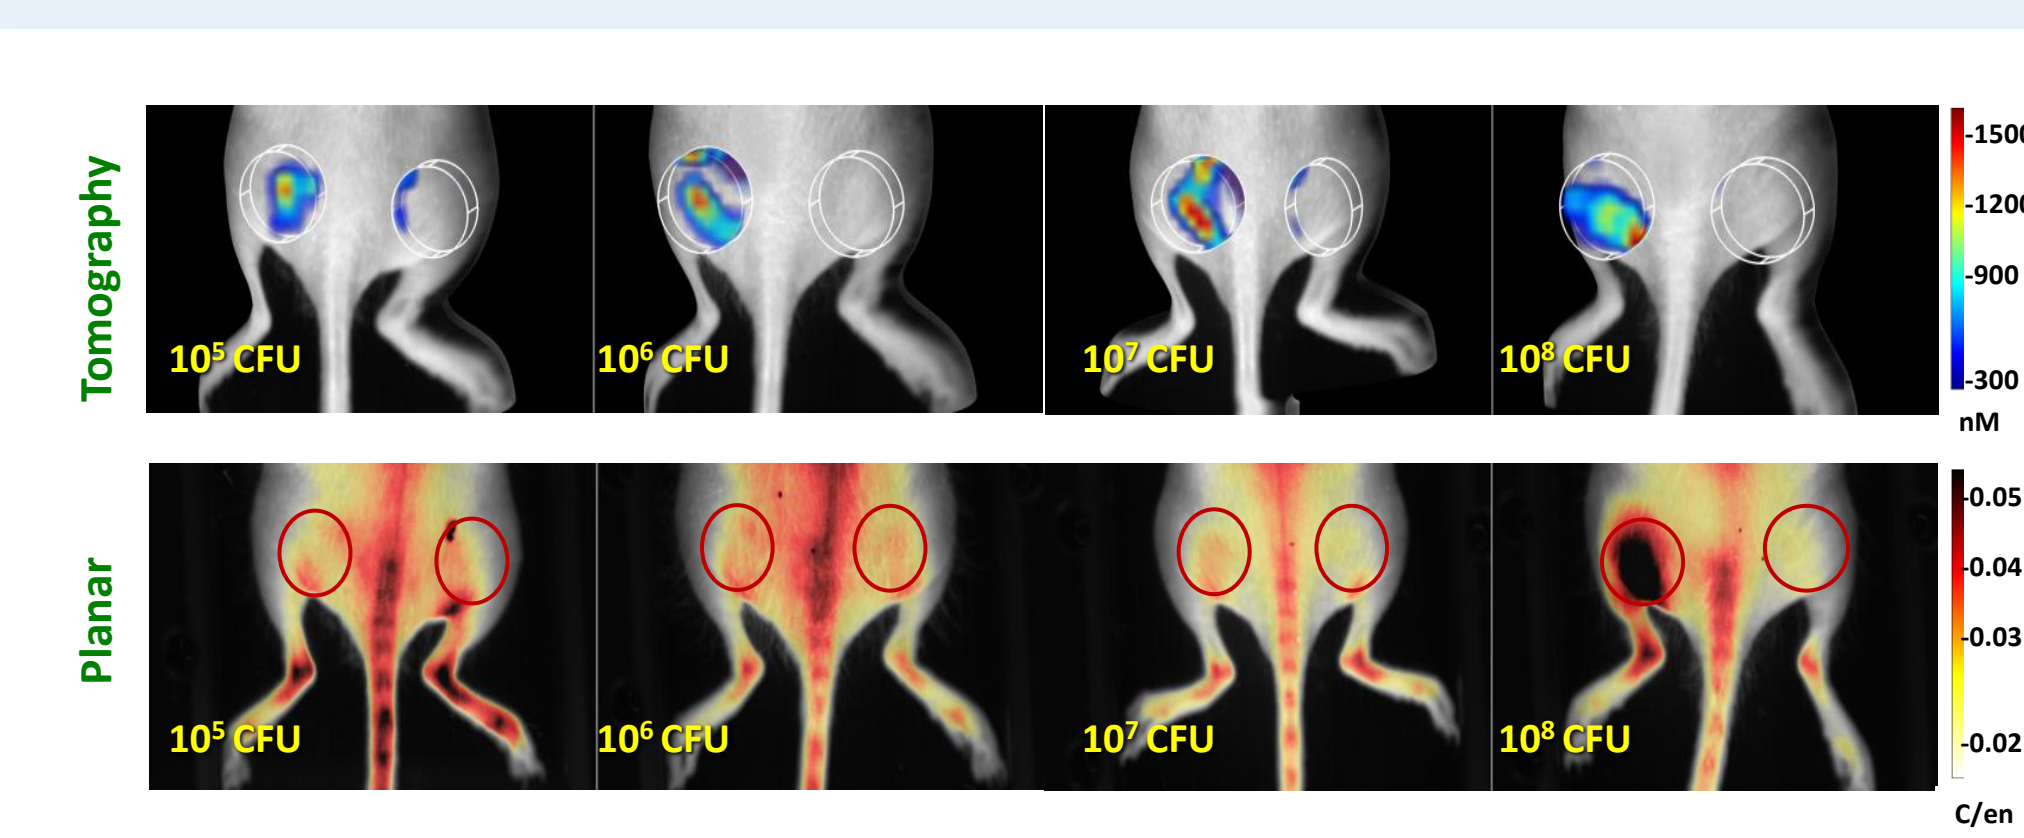 Tomography
10⁵ CFU
10⁶ CFU
10⁷ CFU
10⁸ CFU
-1500
-1200
-900
-300
nM
Planar
10⁵ CFU
10⁶ CFU
10⁷ CFU
10⁸ CFU
-0.05
-0.04
-0.03
-0.02
C/en